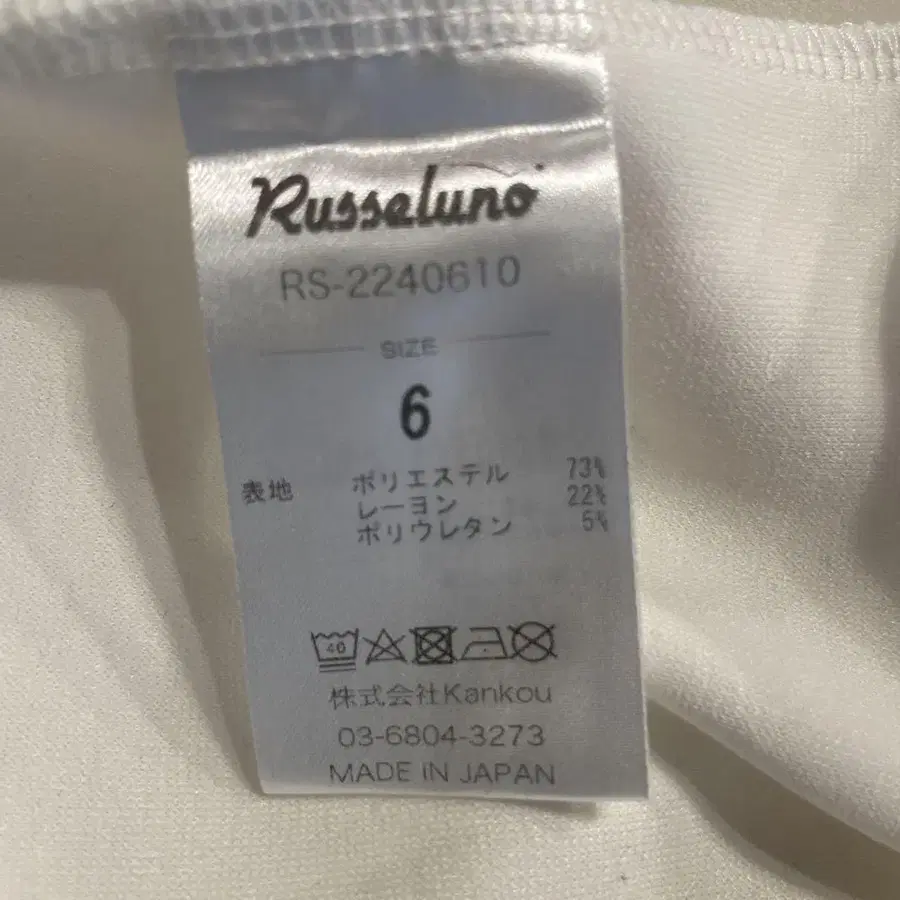 Russeluno
RS-2240610
SIZE
6
表地 ポリエステル 73%
レーヨン 22%
ポリウレタン 5%
40
株式会社Kankou
03-6804-3273
MADE IN JAPAN